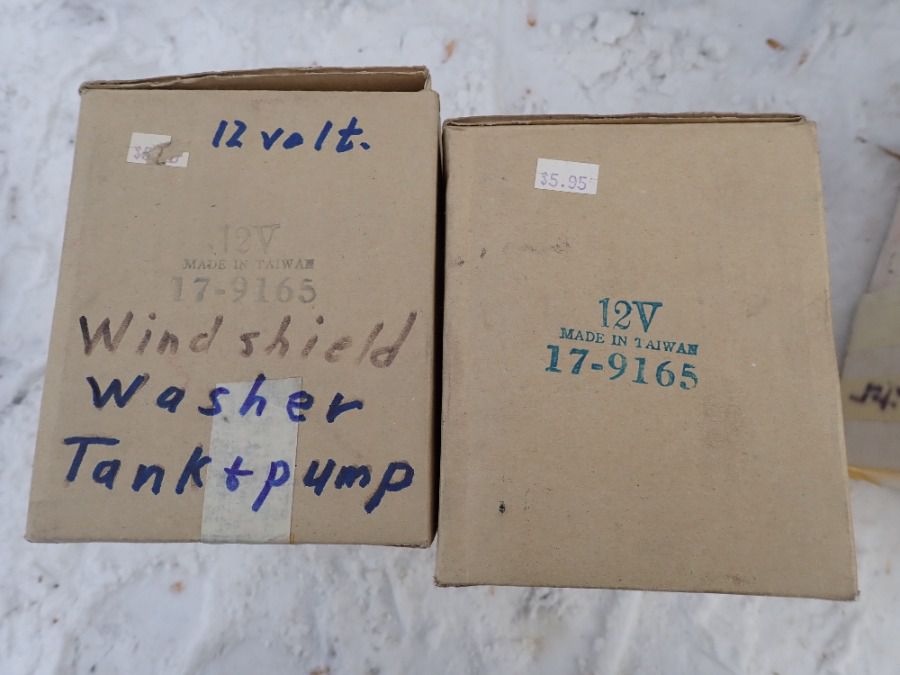 12 volt.
12V
MADE IN TAIWAN
17-9165
Windshield
Washer
Tank + pump
$5.95
12V
MADE IN TAIWAN
17-9165